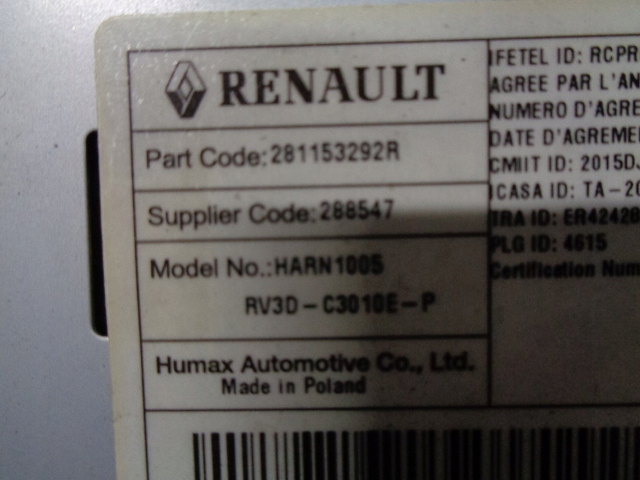 RENAULT
Part Code:281153292R
Supplier Code:288547
Model No.:HARN1005
RV3D-C3010E-P
Humax Automotive Co., Ltd.
Made in Poland
IFETEL ID: RCPR
AGREE PAR L'AN
NUMERO D'AGRE
DATE D'AGREME
CMIIT ID: 2015DJ
ICASA ID: TA-20
TRA ID: ER42428
PLG ID: 4615
Certification Num